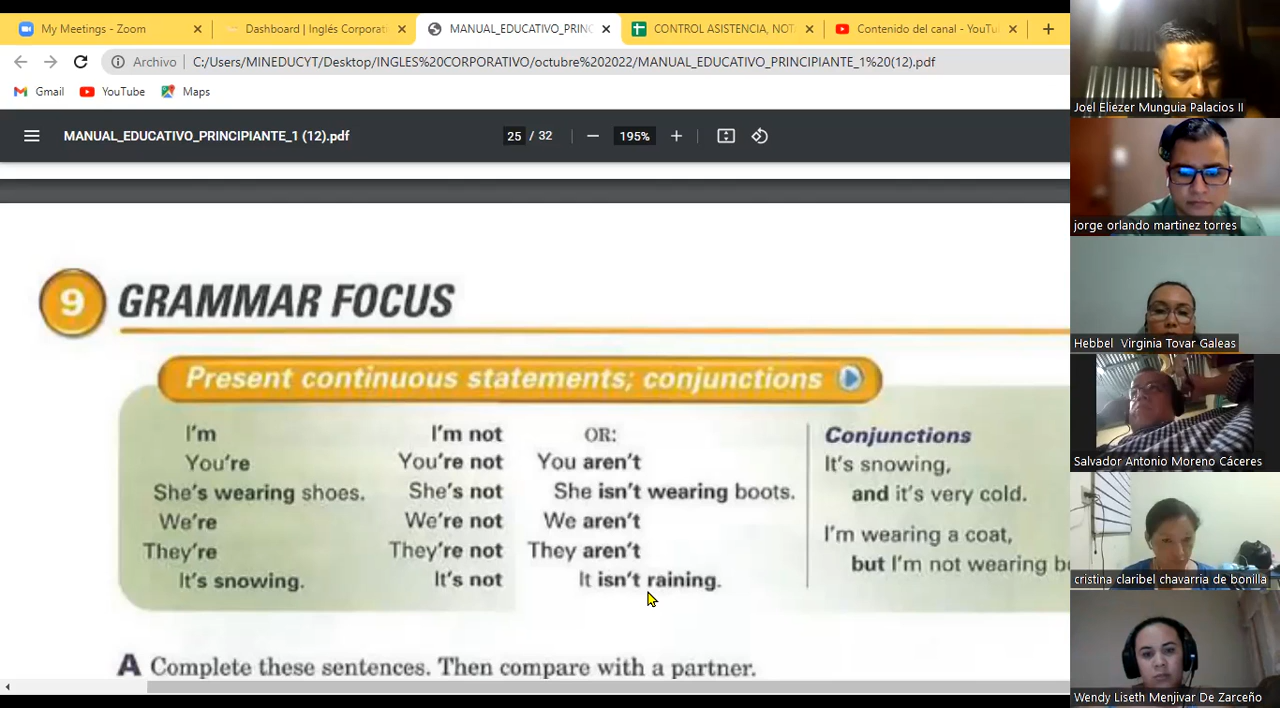 My Meetings - Zoom
Dashboard | Inglés Corporati
MANUAL_EDUCATIVO_PRINC
CONTROL ASISTENCIA, NOT
Contenido del canal - YouTu
Archivo
C:/Users/MINEDUCYT/Desktop/INGLES%20CORPORATIVO/octubre%202022/MANUAL_EDUCATIVO_PRINCIPIANTE_1%20(12).pdf
Gmail
YouTube
Maps
MANUAL_EDUCATIVO_PRINCIPIANTE_1 (12).pdf
25 / 32
195%
9 GRAMMAR FOCUS
Present continuous statements; conjunctions
I'm
You're
She's wearing shoes.
We're
They're
It's snowing.
I'm not
You're not
She's not
We're not
They're not
It's not
OR:
You aren't
She isn't wearing boots.
We aren't
They aren't
It isn't raining.
Conjunctions
It's snowing,
and it's very cold.
I'm wearing a coat,
but I'm not wearing b
A Complete these sentences. Then compare with a partner.
Joel Eliezer Munguia Palacios II
jorge orlando martinez torres
Hebbel Virginia Tovar Galeas
Salvador Antonio Moreno Cáceres
cristina claribel chavarria de bonilla
Wendy Liseth Menjivar De Zarceño